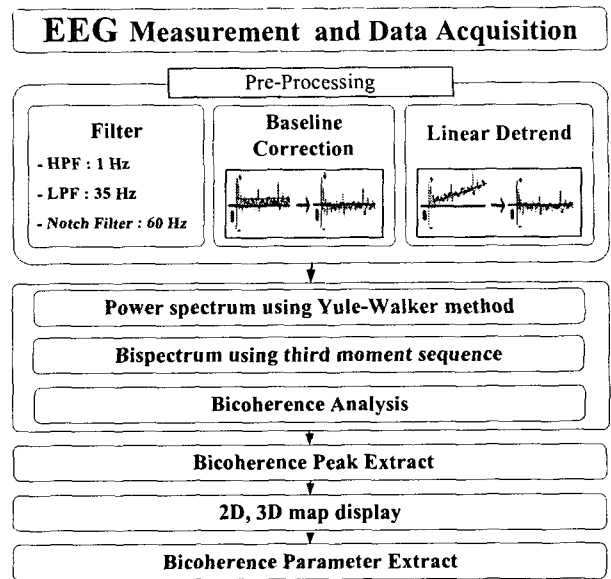 EEG Measurement and Data Acquisition
Pre-Processing
Filter
- HPF : 1 Hz
- LPF : 35 Hz
- Notch Filter : 60 Hz
Baseline
Correction
Linear Detrend
Power spectrum using Yule-Walker method
Bispectrum using third moment sequence
Bicoherence Analysis
Bicoherence Peak Extract
2D, 3D map display
Bicoherence Parameter Extract